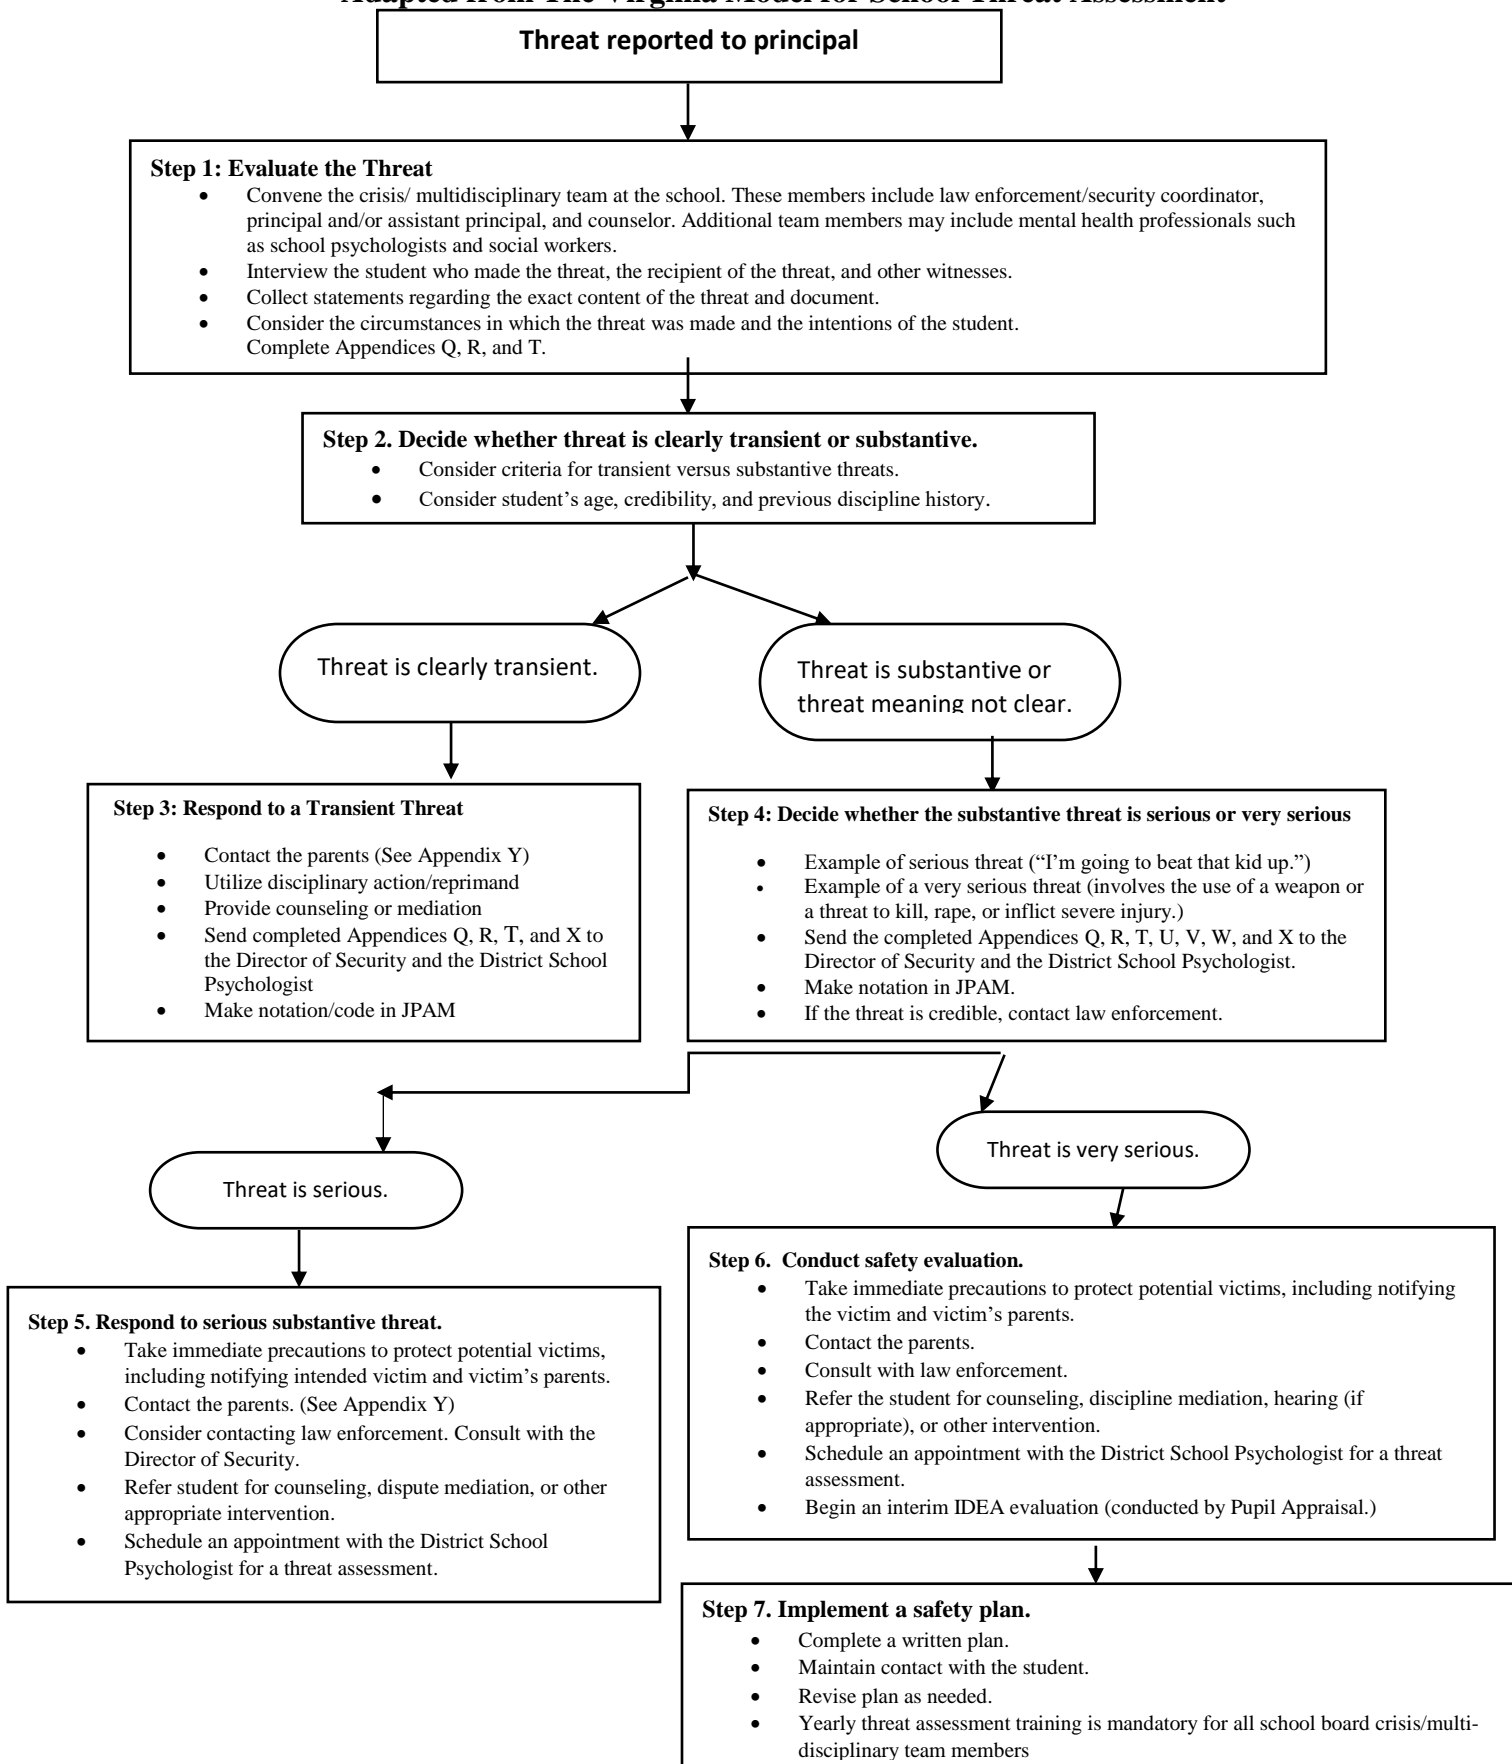 Adapted from The Virginia Model for School Threat Assessment
Threat reported to principal
Step 1: Evaluate the Threat
• Convene the crisis/ multidisciplinary team at the school. These members include law enforcement/security coordinator,
principal and/or assistant principal, and counselor. Additional team members may include mental health professionals such
as school psychologists and social workers.
• Interview the student who made the threat, the recipient of the threat, and other witnesses.
• Collect statements regarding the exact content of the threat and document.
• Consider the circumstances in which the threat was made and the intentions of the student.
Complete Appendices Q, R, and T.
Step 2. Decide whether threat is clearly transient or substantive.
• Consider criteria for transient versus substantive threats.
• Consider student's age, credibility, and previous discipline history.
Threat is clearly transient.
Threat is substantive or
threat meaning not clear.
Step 3: Respond to a Transient Threat
• Contact the parents (See Appendix Y)
• Utilize disciplinary action/reprimand
• Provide counseling or mediation
• Send completed Appendices Q, R, T, and X to
the Director of Security and the District School
Psychologist
• Make notation/code in JPAM
Step 4: Decide whether the substantive threat is serious or very serious
• Example of serious threat (“I’m going to beat that kid up.”)
• Example of a very serious threat (involves the use of a weapon or
a threat to kill, rape, or inflict severe injury.)
• Send the completed Appendices Q, R, T, U, V, W, and X to the
Director of Security and the District School Psychologist.
• Make notation in JPAM.
• If the threat is credible, contact law enforcement.
Threat is serious.
Threat is very serious.
Step 5. Respond to serious substantive threat.
• Take immediate precautions to protect potential victims,
including notifying intended victim and victim’s parents.
• Contact the parents. (See Appendix Y)
• Consider contacting law enforcement. Consult with the
Director of Security.
• Refer student for counseling, dispute mediation, or other
appropriate intervention.
• Schedule an appointment with the District School
Psychologist for a threat assessment.
Step 6.  Conduct safety evaluation.
• Take immediate precautions to protect potential victims, including notifying
the victim and victim’s parents.
• Contact the parents.
• Consult with law enforcement.
• Refer the student for counseling, discipline mediation, hearing (if
appropriate), or other intervention.
• Schedule an appointment with the District School Psychologist for a threat
assessment.
• Begin an interim IDEA evaluation (conducted by Pupil Appraisal.)
Step 7. Implement a safety plan.
• Complete a written plan.
• Maintain contact with the student.
• Revise plan as needed.
• Yearly threat assessment training is mandatory for all school board crisis/multi-
disciplinary team members